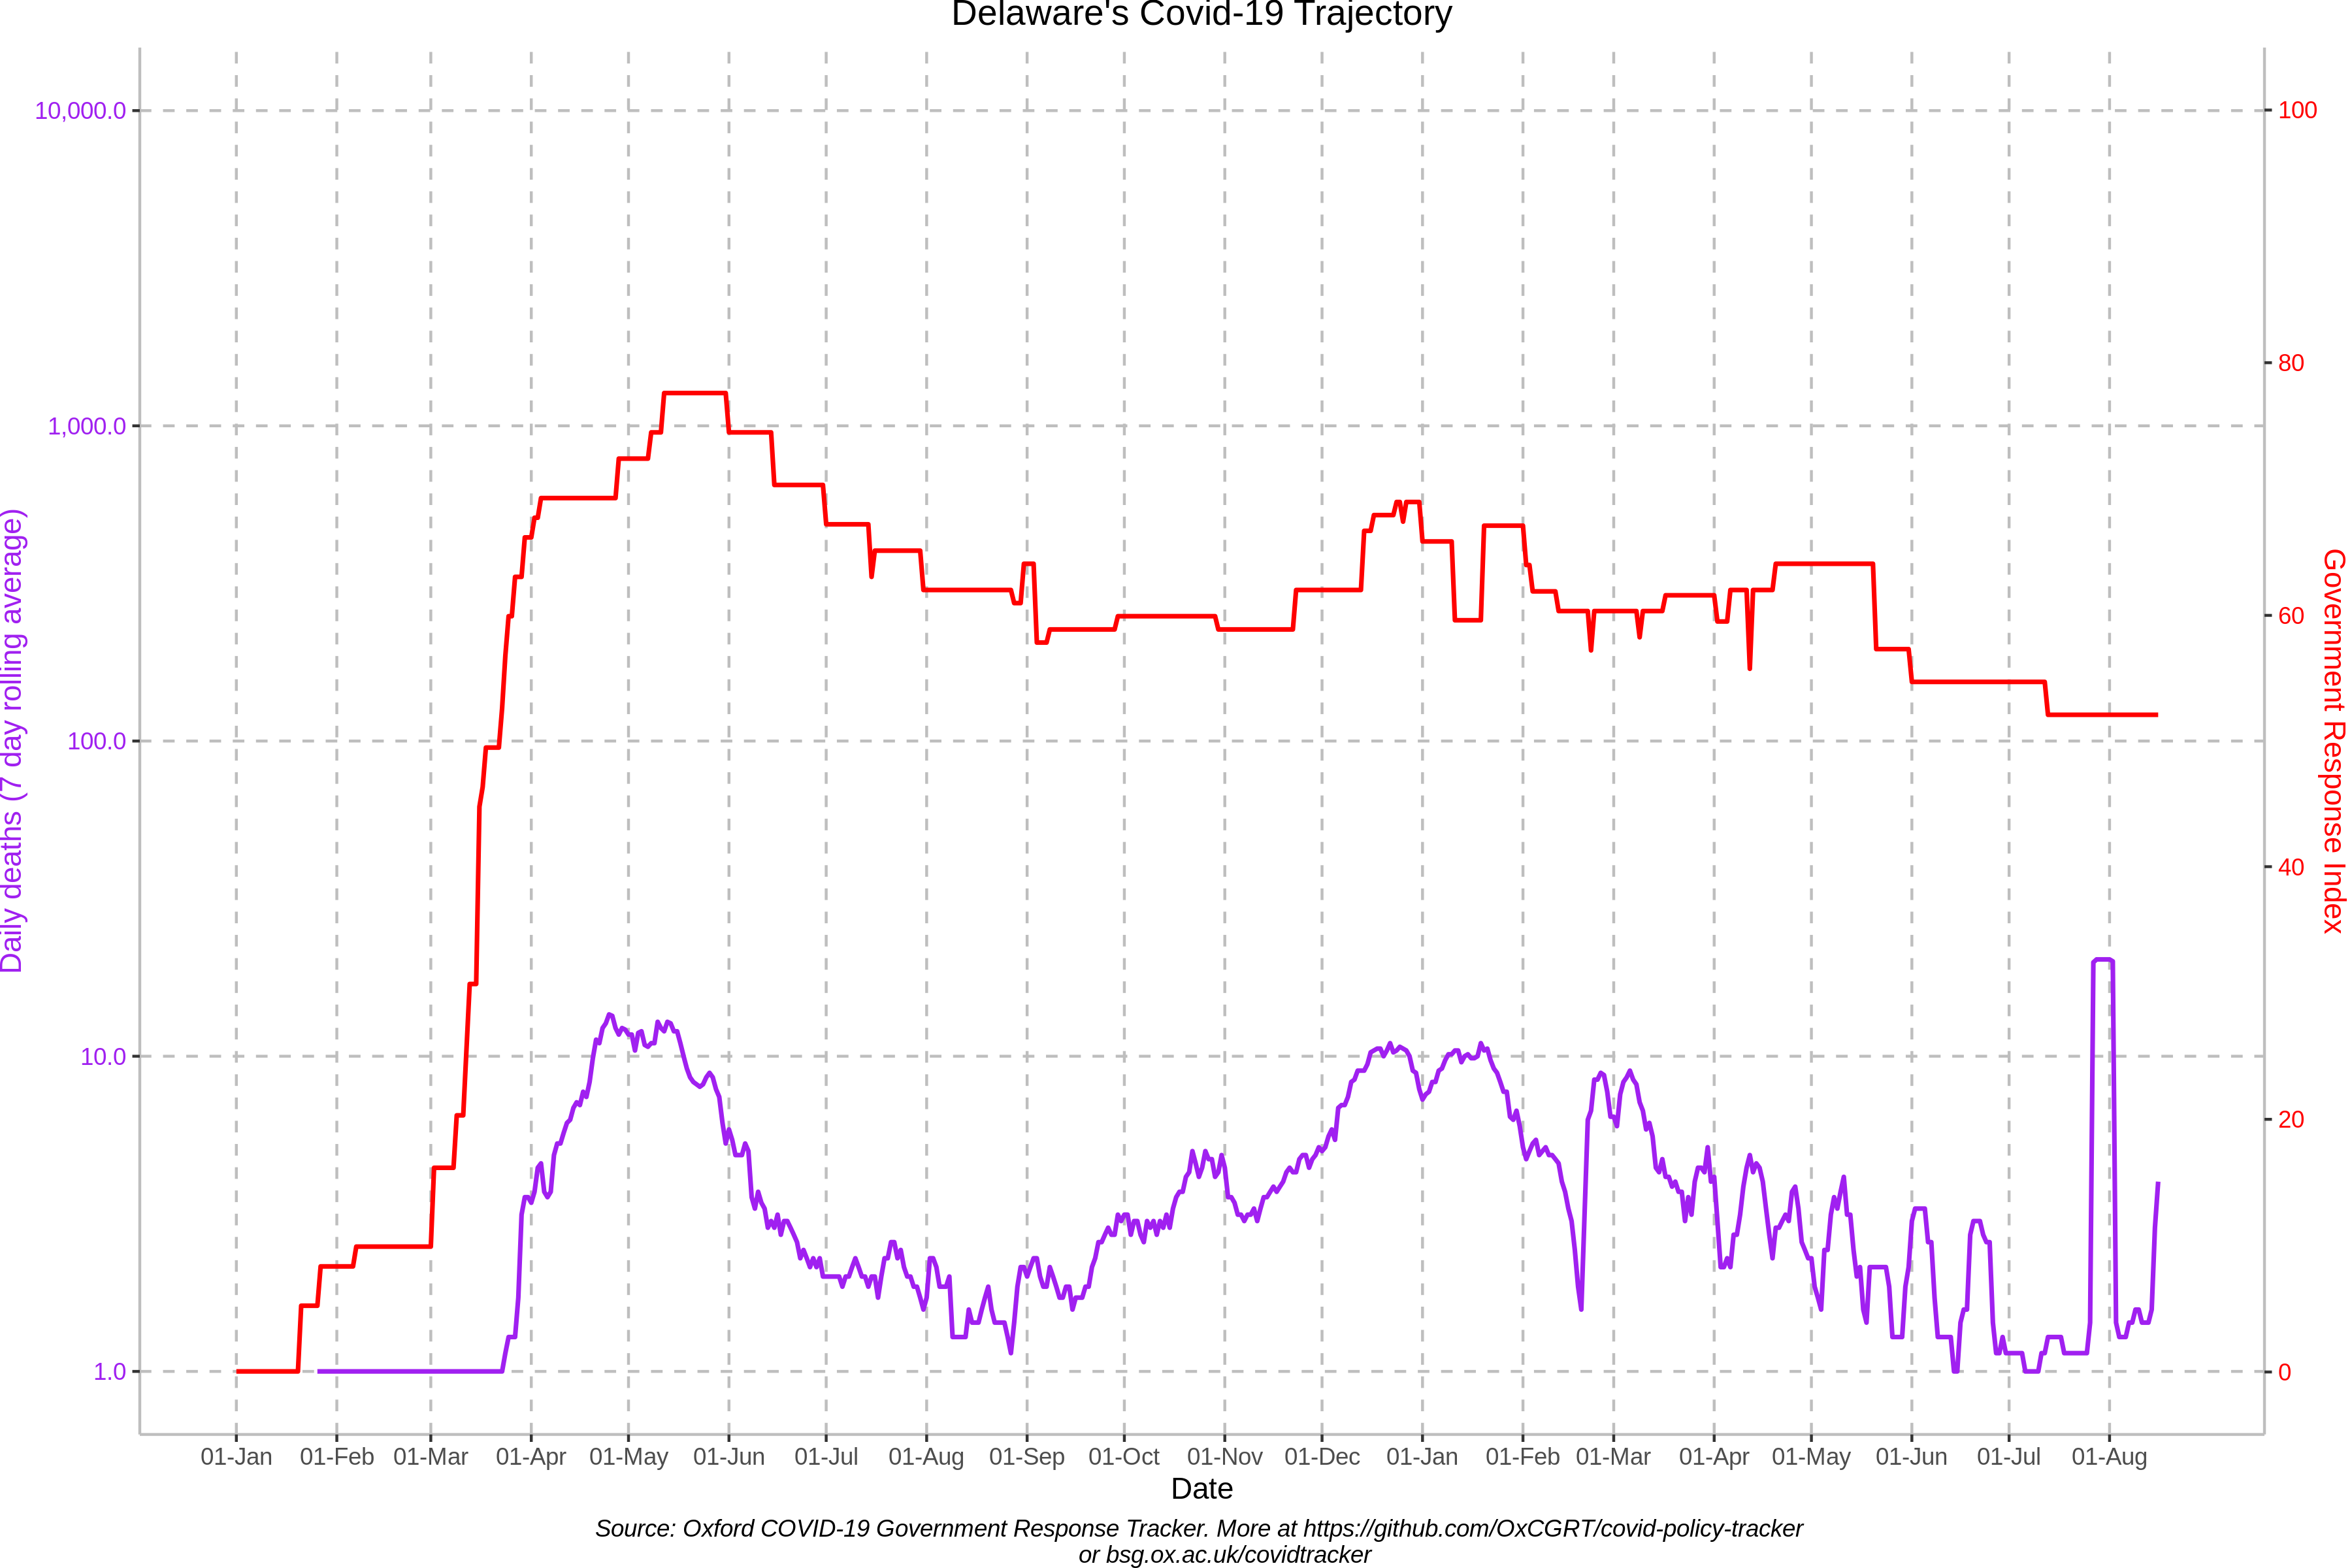 Delaware's Covid-19 Trajectory
10,000.0
1,000.0
100.0
10.0
1.0
Daily deaths (7 day rolling average)
100
80
60
40
20
0
Government Response Index
01-Jan 01-Feb 01-Mar 01-Apr 01-May 01-Jun 01-Jul 01-Aug 01-Sep 01-Oct 01-Nov 01-Dec 01-Jan 01-Feb 01-Mar 01-Apr 01-May 01-Jun 01-Jul 01-Aug
Date
Source: Oxford COVID-19 Government Response Tracker. More at https://github.com/OxCGRT/covid-policy-tracker
or bsg.ox.ac.uk/covidtracker